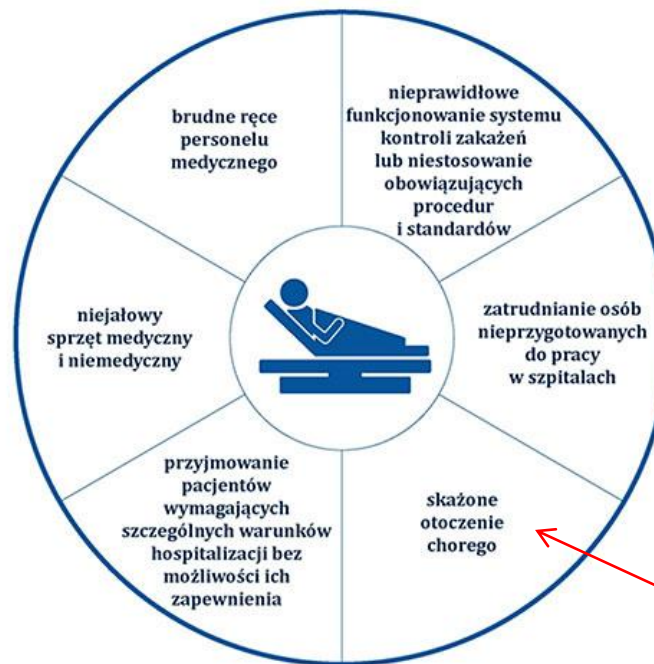 brudne ręce
personelu
medycznego
nieprawidłowe
funkcjonowanie systemu
kontroli zakażeń
lub niestosowanie
obowiązujących
procedur
i standardów
niejałowy
sprzęt medyczny
i niemedyczny
zatrudnianie osób
nieprzygotowanych
do pracy
w szpitalach
przyjmowanie
pacjentów
wymagających
szczególnych warunków
hospitalizacji bez
możliwości ich
zapewnienia
skażone
otoczenie
chorego